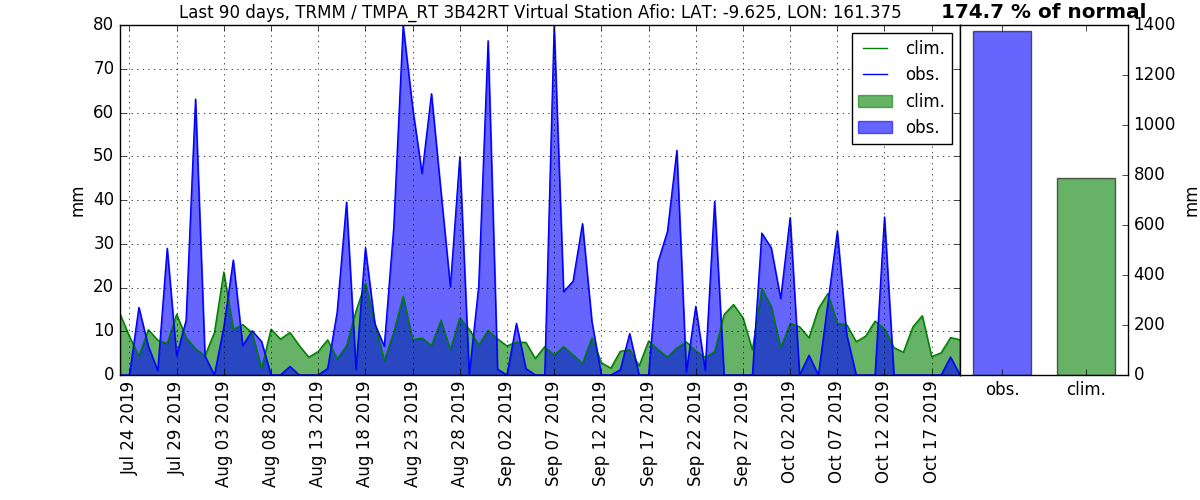 Last 90 days, TRMM / TMPA_RT 3B42RT Virtual Station Afio: LAT: -9.625, LON: 161.375
174.7 % of normal
mm
80
70
60
50
40
30
20
10
0
clim.
obs.
clim.
obs.
Jul 24 2019
Jul 29 2019
Aug 03 2019
Aug 08 2019
Aug 13 2019
Aug 18 2019
Aug 23 2019
Aug 28 2019
Sep 02 2019
Sep 07 2019
Sep 12 2019
Sep 17 2019
Sep 22 2019
Sep 27 2019
Oct 02 2019
Oct 07 2019
Oct 12 2019
Oct 17 2019
1400
1200
1000
800
600
400
200
0
mm
obs.
clim.